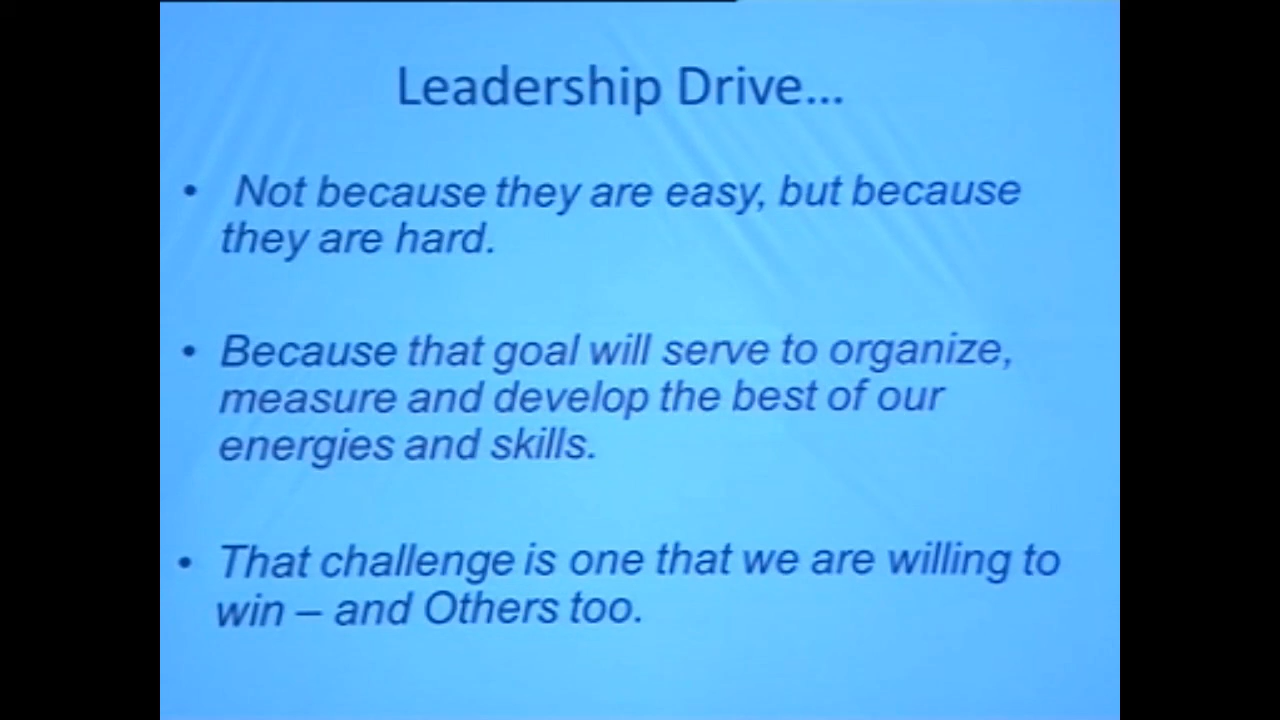 Leadership Drive...
• Not because they are easy, but because
they are hard.
• Because that goal will serve to organize,
measure and develop the best of our
energies and skills.
• That challenge is one that we are willing to
win – and Others too.